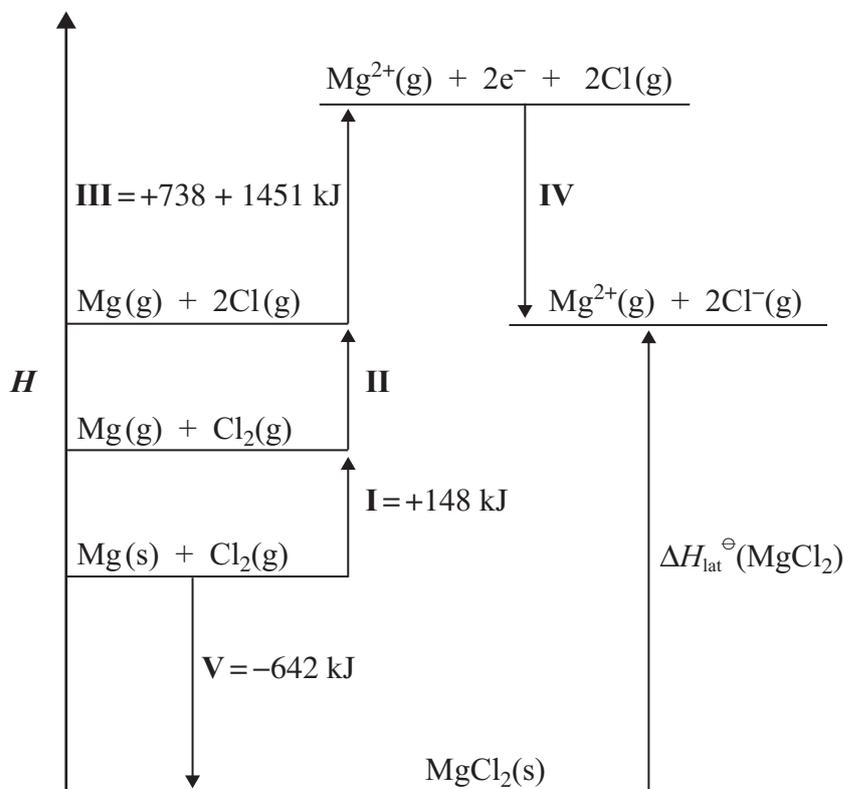 Mg²⁺(g) + 2e⁻ + 2Cl(g)
III = +738 + 1451 kJ
IV
Mg(g) + 2Cl(g)
Mg²⁺(g) + 2Cl⁻(g)
H
II
Mg(g) + Cl₂(g)
I = +148 kJ
Mg(s) + Cl₂(g)
ΔHlat⊖(MgCl₂)
V = −642 kJ
MgCl₂(s)